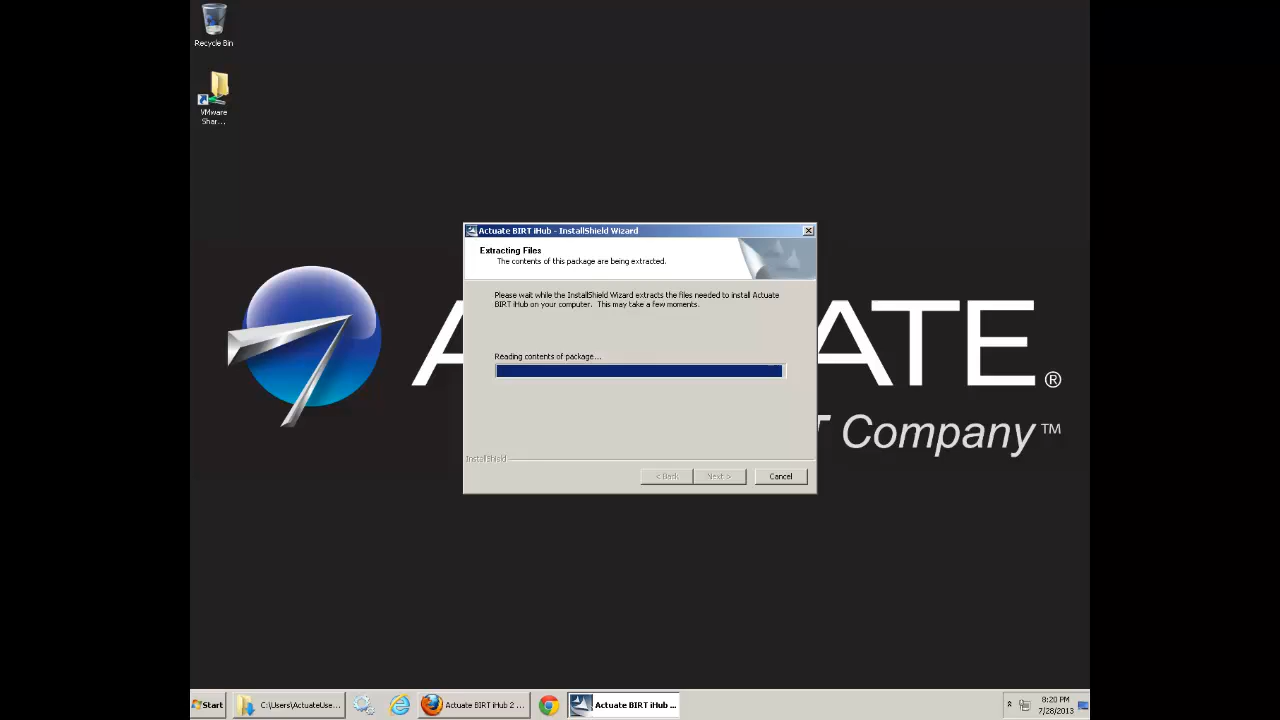 Recycle Bin
VMware
Shar...
Actuate BIRT iHub - InstallShield Wizard
Extracting Files
The contents of this package are being extracted.
Please wait while the InstallShield Wizard extracts the files needed to install Actuate
BIRT iHub on your computer. This may take a few moments.
Reading contents of package...
InstallShield
< Back
Next >
Cancel
A ATE®
T Company™
Start
C:\Users\ActuateUse...
Actuate BIRT iHub 2 ...
Actuate BIRT iHub ...
8:20 PM
7/28/2013